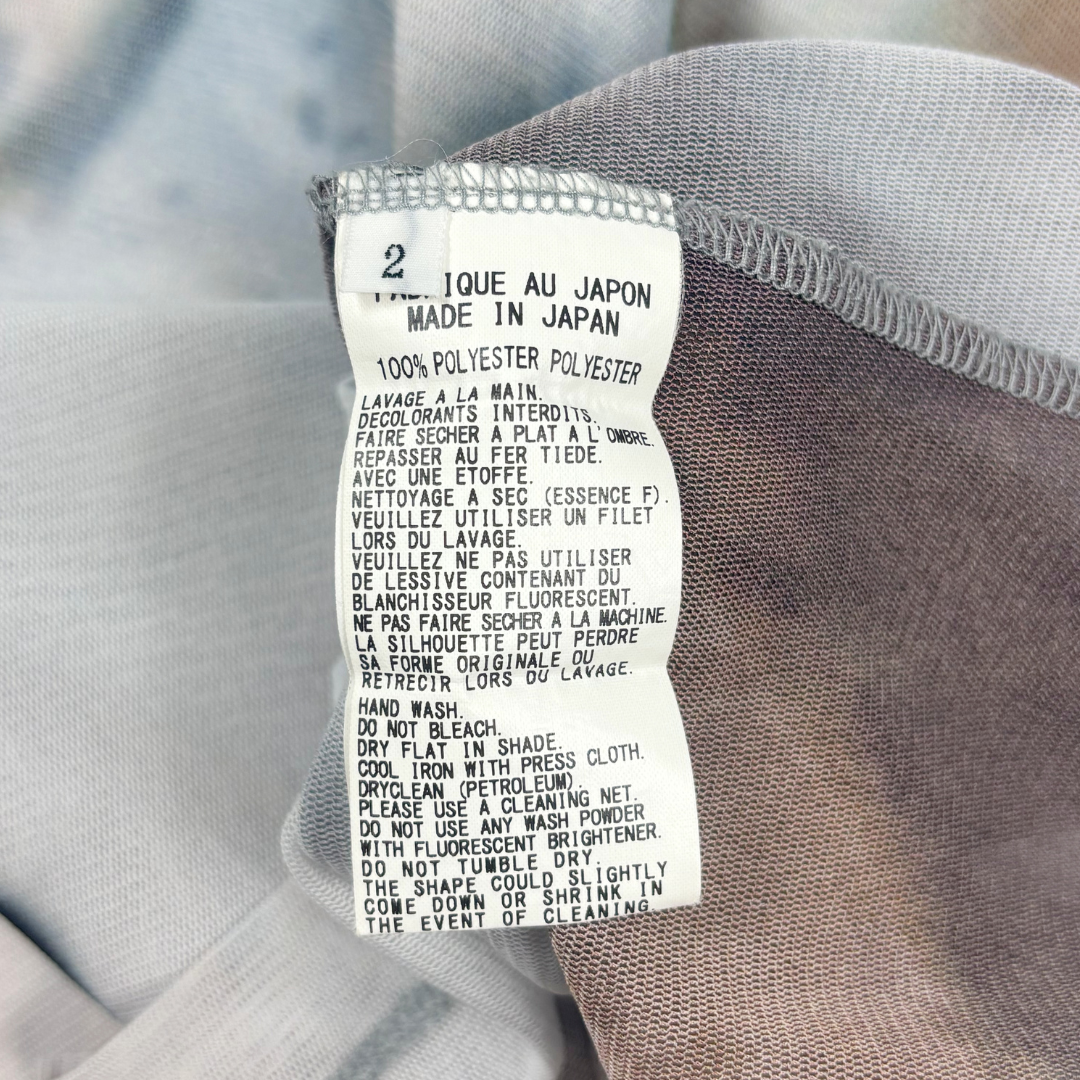 2
IQUE AU JAPON
MADE IN JAPAN
100% POLYESTER POLYESTER
LAVAGE A LA MAIN.
DECOLORANTS INTERDITS.
FAIRE SECHER A PLAT A L'OMBRE.
REPASSER AU FER TIEDE.
AVEC UNE ETOFFE.
NETTOYAGE A SEC (ESSENCE F).
VEUILLEZ UTILISER UN FILET
LORS DU LAVAGE.
VEUILLEZ NE PAS UTILISER
DE LESSIVE CONTENANT DU
BLANCHISSEUR FLUORESCENT.
NE PAS FAIRE SECHER A LA MACHINE.
LA SILHOUETTE PEUT PERDRE
SA FORME ORIGINALE OU
RETRECIR LORS DU LAVAGE.
HAND WASH.
DO NOT BLEACH.
DRY FLAT IN SHADE.
COOL IRON WITH PRESS CLOTH.
DRYCLEAN (PETROLEUM).
PLEASE USE A CLEANING NET.
DO NOT USE ANY WASH POWDER
WITH FLUORESCENT BRIGHTENER.
DO NOT TUMBLE DRY.
THE SHAPE COULD SLIGHTLY
COME DOWN OR SHRINK IN
THE EVENT OF CLEANING